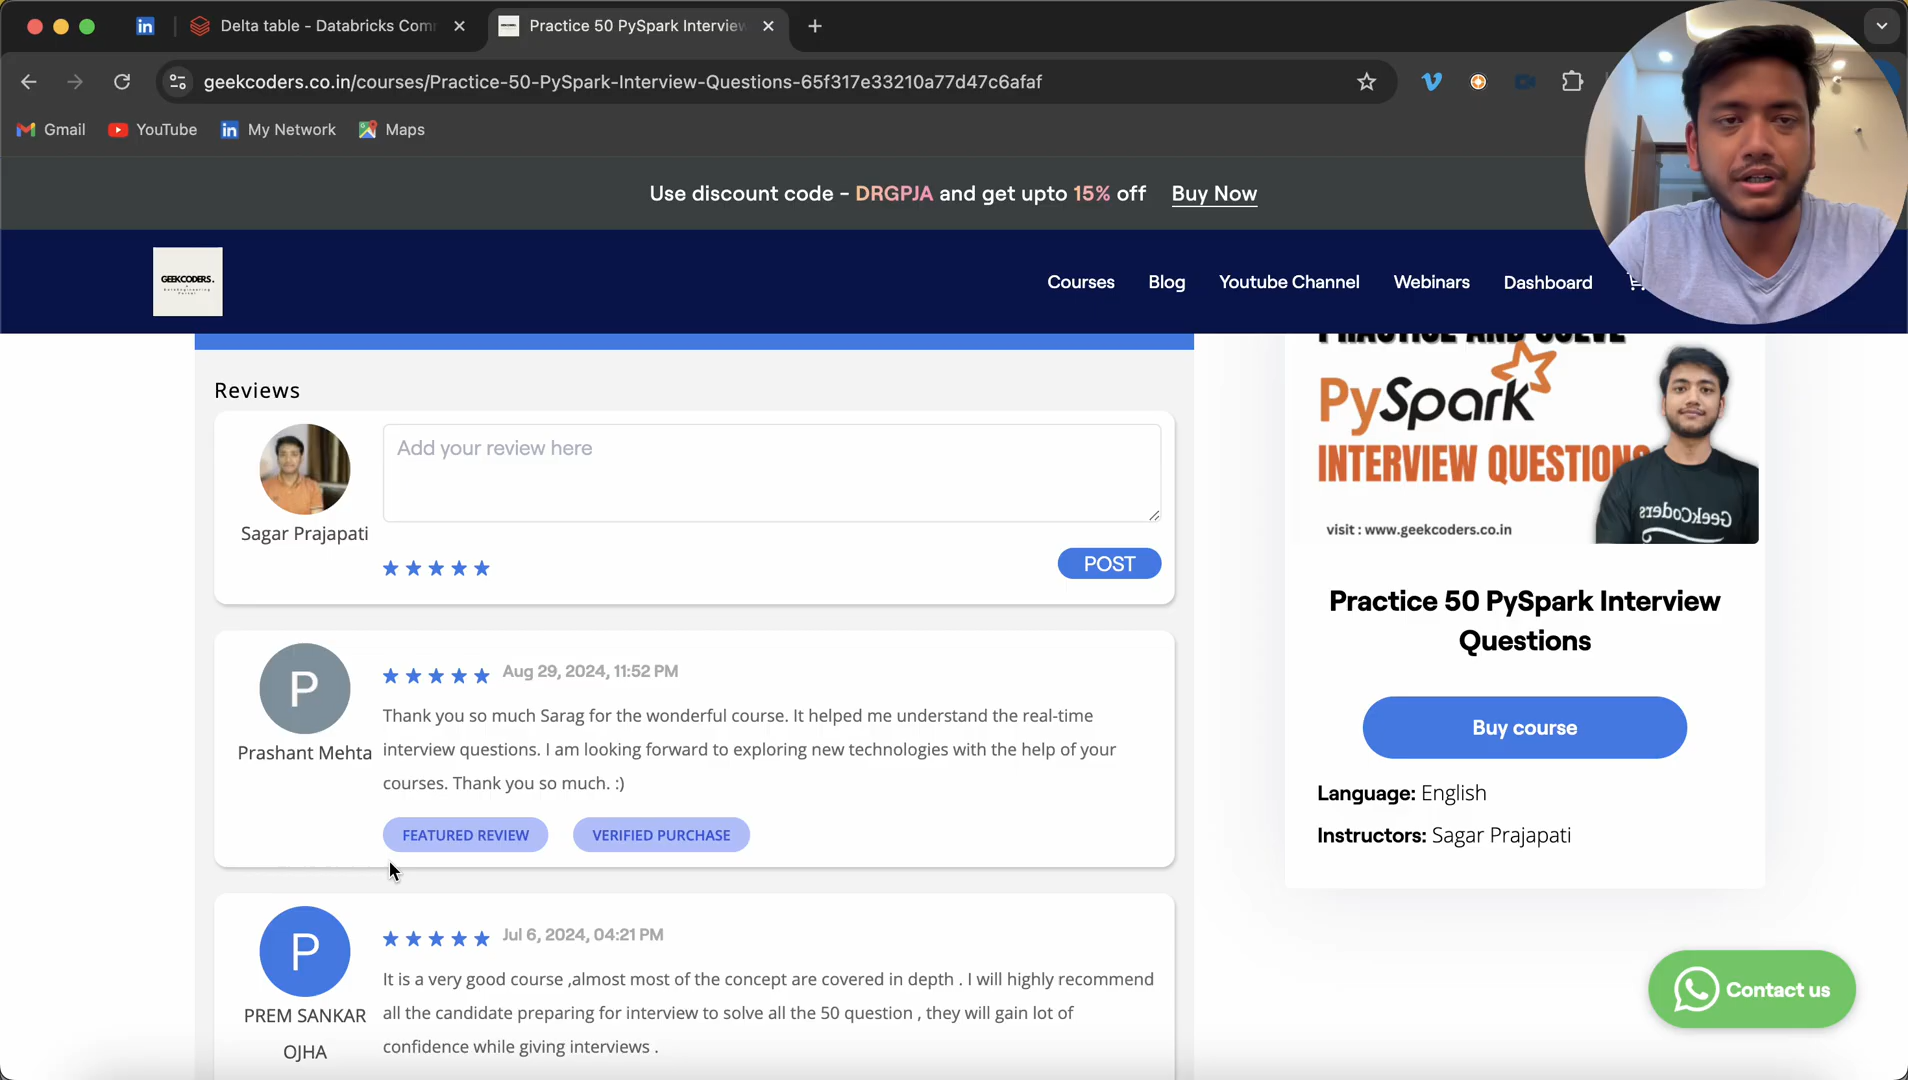 Delta table - Databricks Com
Practice 50 PySpark Interview
geekcoders.co.in/courses/Practice-50-PySpark-Interview-Questions-65f317e33210a77d47c6afaf
Gmail
YouTube
My Network
Maps
Use discount code - DRGPJA and get upto 15% off Buy Now
GEEKCODERS.
Courses
Blog
Youtube Channel
Webinars
Dashboard
Reviews
Add your review here
Sagar Prajapati
POST
P
Prashant Mehta
Aug 29, 2024, 11:52 PM
Thank you so much Sarag for the wonderful course. It helped me understand the real-time
interview questions. I am looking forward to exploring new technologies with the help of your
courses. Thank you so much. :)
FEATURED REVIEW
VERIFIED PURCHASE
P
PREM SANKAR
OJHA
Jul 6, 2024, 04:21 PM
It is a very good course ,almost most of the concept are covered in depth . I will highly recommend
all the candidate preparing for interview to solve all the 50 question , they will gain lot of
confidence while giving interviews .
PRACTICE AND SOLVE
PySpark
INTERVIEW QUESTIONS
GeekCoders
visit : www.geekcoders.co.in
Practice 50 PySpark Interview
Questions
Buy course
Language: English
Instructors: Sagar Prajapati
Contact us